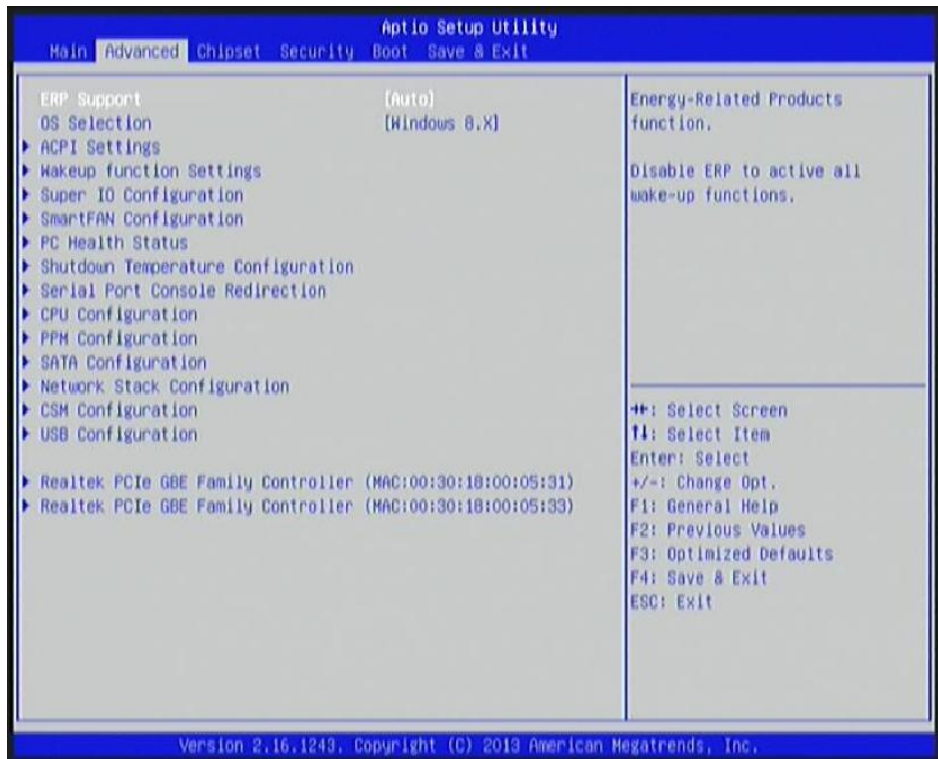 Aptio Setup Utility
Main Advanced Chipset Security Boot Save & Exit
ERP Support [Auto]
OS Selection [Windows 8.X]
ACPI Settings
Wakeup function Settings
Super IO Configuration
SmartFAN Configuration
PC Health Status
Shutdown Temperature Configuration
Serial Port Console Redirection
CPU Configuration
PPM Configuration
SATA Configuration
Network Stack Configuration
CSM Configuration
USB Configuration
Realtek PCIe GBE Family Controller (MAC:00:30:18:00:05:31)
Realtek PCIe GBE Family Controller (MAC:00:30:18:00:05:33)
Energy-Related Products
function.
Disable ERP to active all
wake-up functions.
→←: Select Screen
↑↓: Select Item
Enter: Select
+/-: Change Opt.
F1: General Help
F2: Previous Values
F3: Optimized Defaults
F4: Save & Exit
ESC: Exit
Version 2.16.1243. Copyright (C) 2013 American Megatrends, Inc.